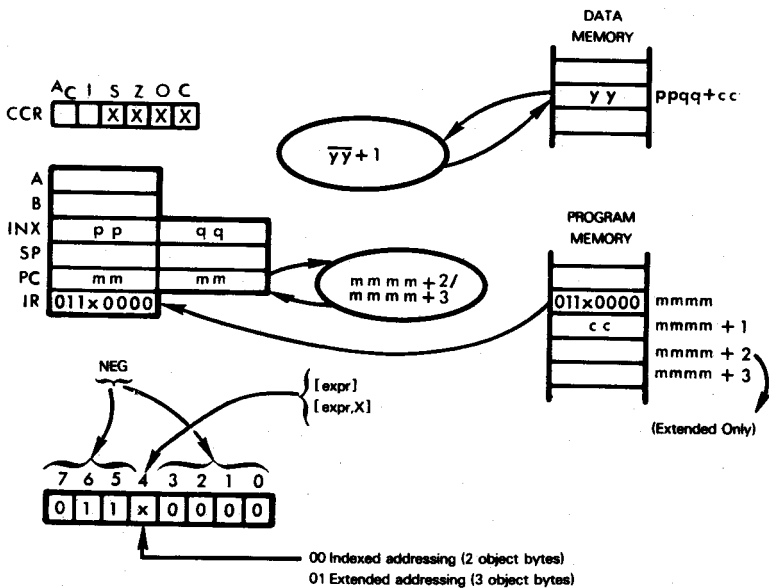 DATA
MEMORY
A_C I S Z O C
CCR X X X X
y y ppqq+cc
y̅y̅+1
A
B
INX pp qq
SP
PC mm mm
IR 011x0000
mmmm+2/
mmmm+3
PROGRAM
MEMORY
011x0000 mmmm
cc mmmm + 1
mmmm + 2
mmmm + 3
(Extended Only)
NEG
[expr]
[expr,X]
7 6 5 4 3 2 1 0
0 1 1 x 0 0 0 0
00 Indexed addressing (2 object bytes)
01 Extended addressing (3 object bytes)